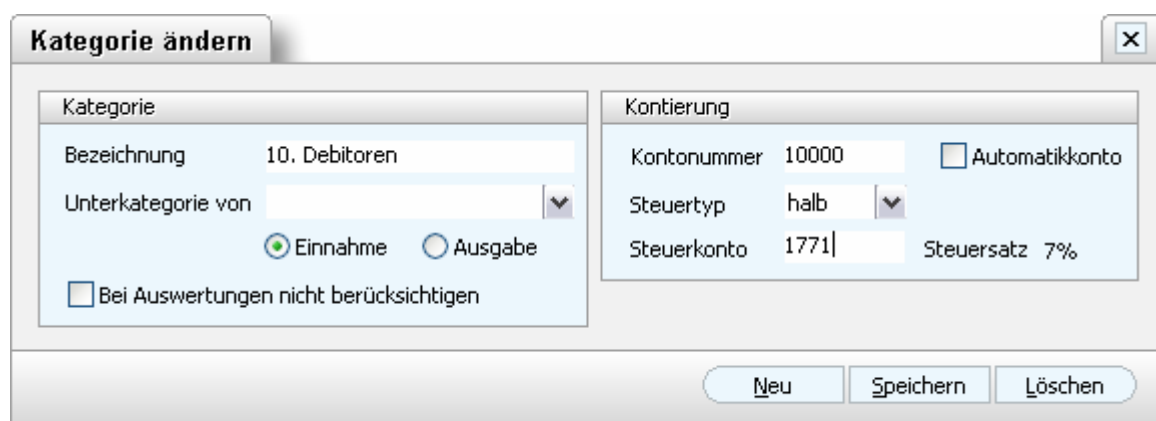 Kategorie ändern
Kategorie
Bezeichnung 10. Debitoren
Unterkategorie von
Einnahme Ausgabe
Bei Auswertungen nicht berücksichtigen
Kontierung
Kontonummer 10000 Automatikkonto
Steuertyp halb
Steuerkonto 1771 Steuersatz 7%
Neu Speichern Löschen